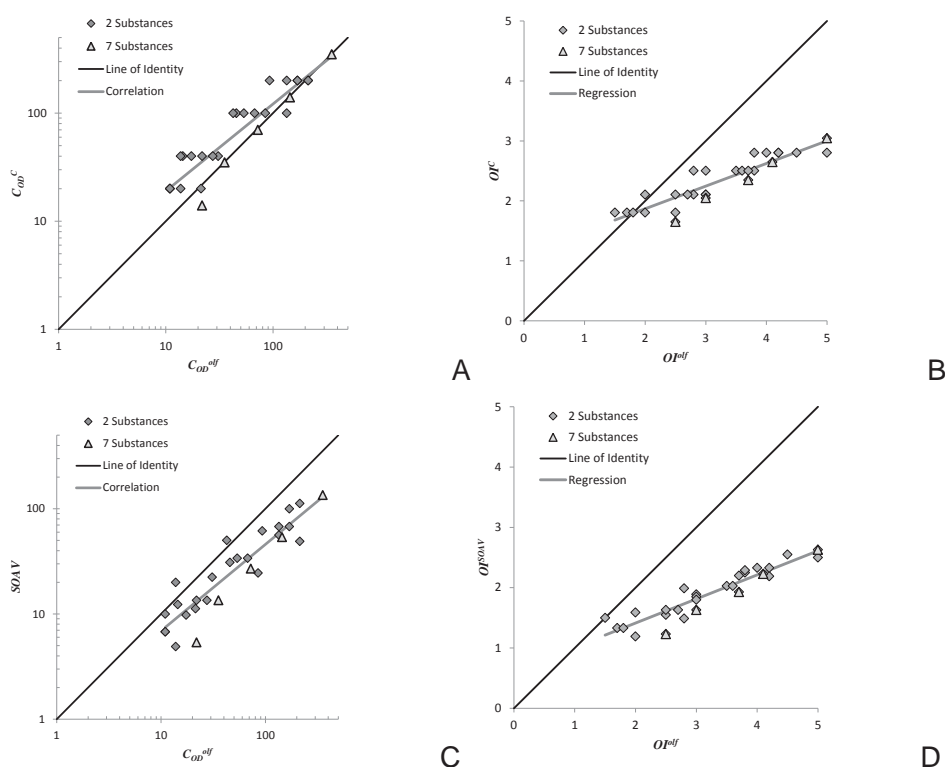 2 Substances
7 Substances
Line of Identity
Correlation
100
10
1
1
10
100
C_OD^C
C_OD^olf
A
2 Substances
7 Substances
Line of Identity
Regression
5
4
3
2
1
0
0
1
2
3
4
5
OI^C
OI^olf
B
2 Substances
7 Substances
Line of Identity
Correlation
100
10
1
1
10
100
SOAV
C_OD^olf
C
2 Substances
7 Substances
Line of Identity
Regression
5
4
3
2
1
0
0
1
2
3
4
5
OI^SOAV
OI^olf
D